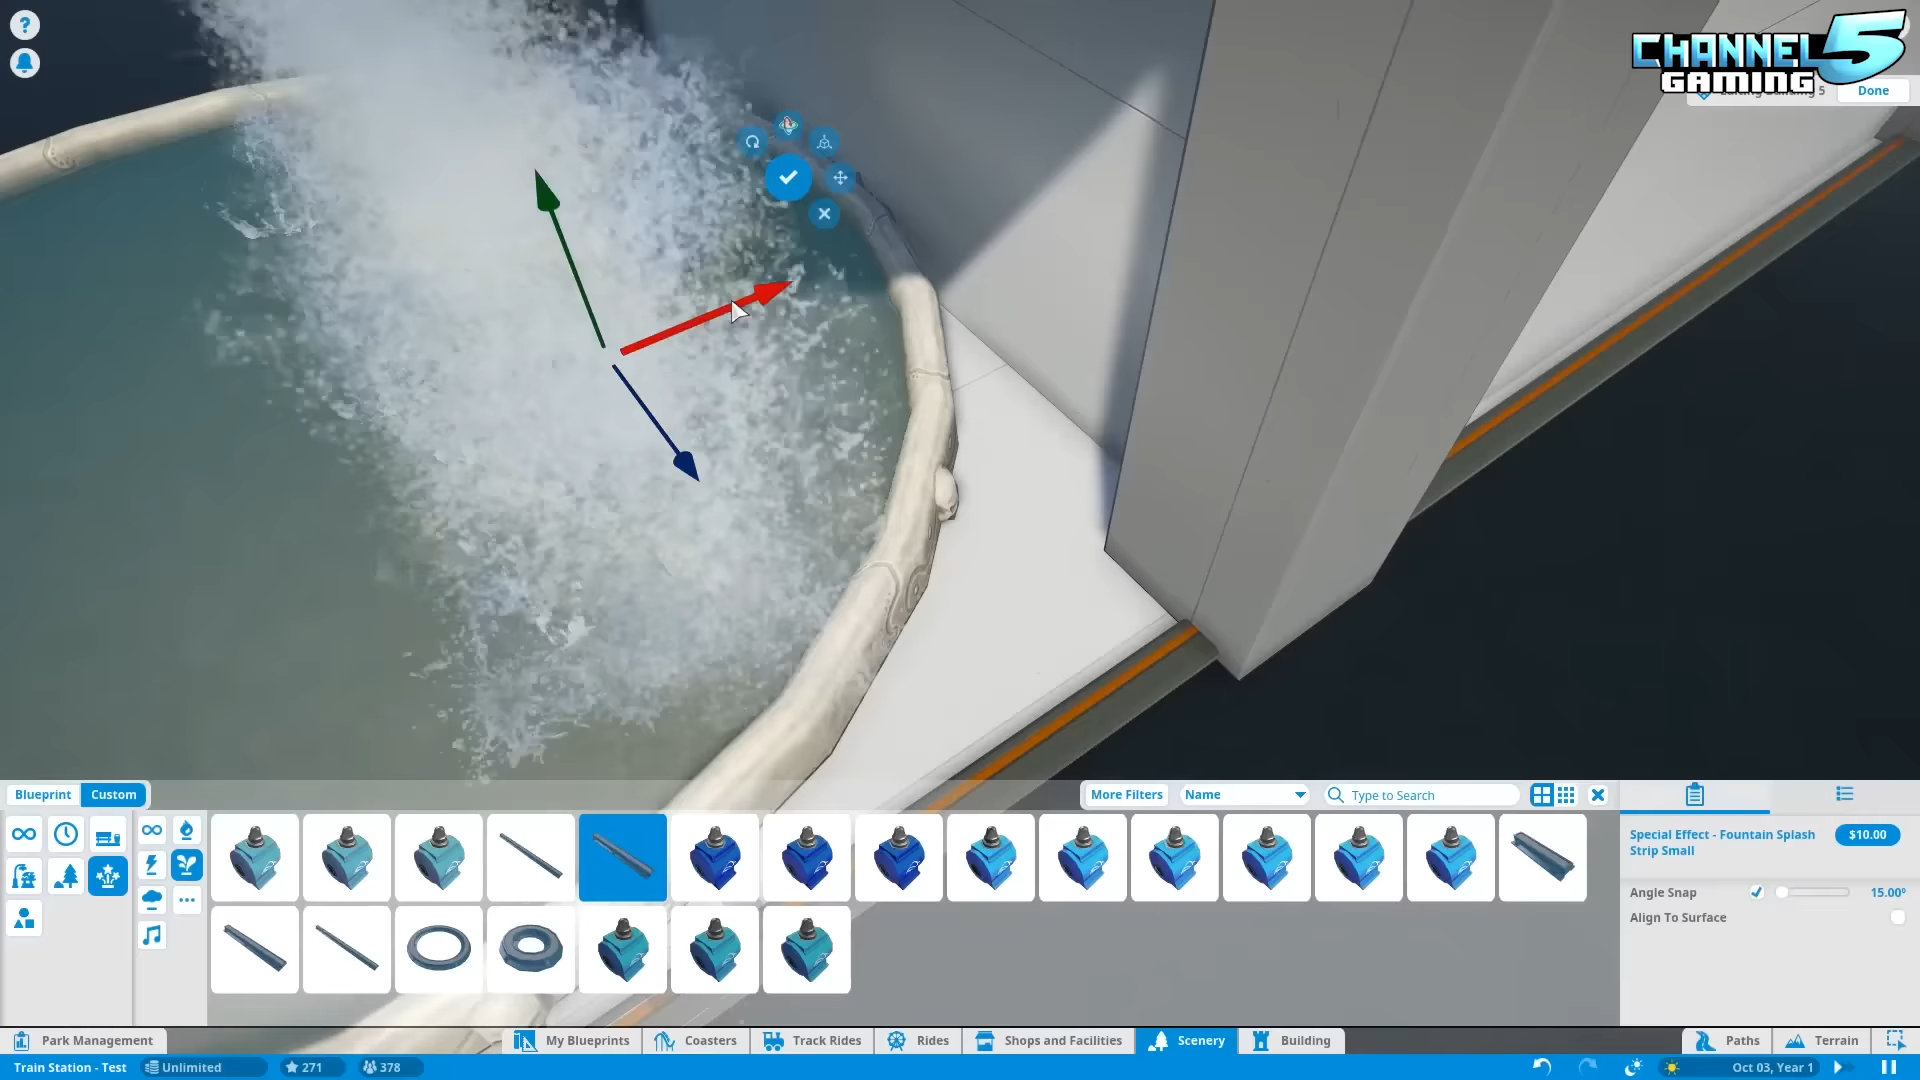 ?
CHANNEL 5
GAMING
5
Done
Blueprint
Custom
More Filters
Name
Type to Search
Special Effect - Fountain Splash
Strip Small
$10.00
Angle Snap
15.00°
Align To Surface
Park Management
My Blueprints
Coasters
Track Rides
Rides
Shops and Facilities
Scenery
Building
Paths
Terrain
Train Station - Test
Unlimited
271
378
Oct 03, Year 1